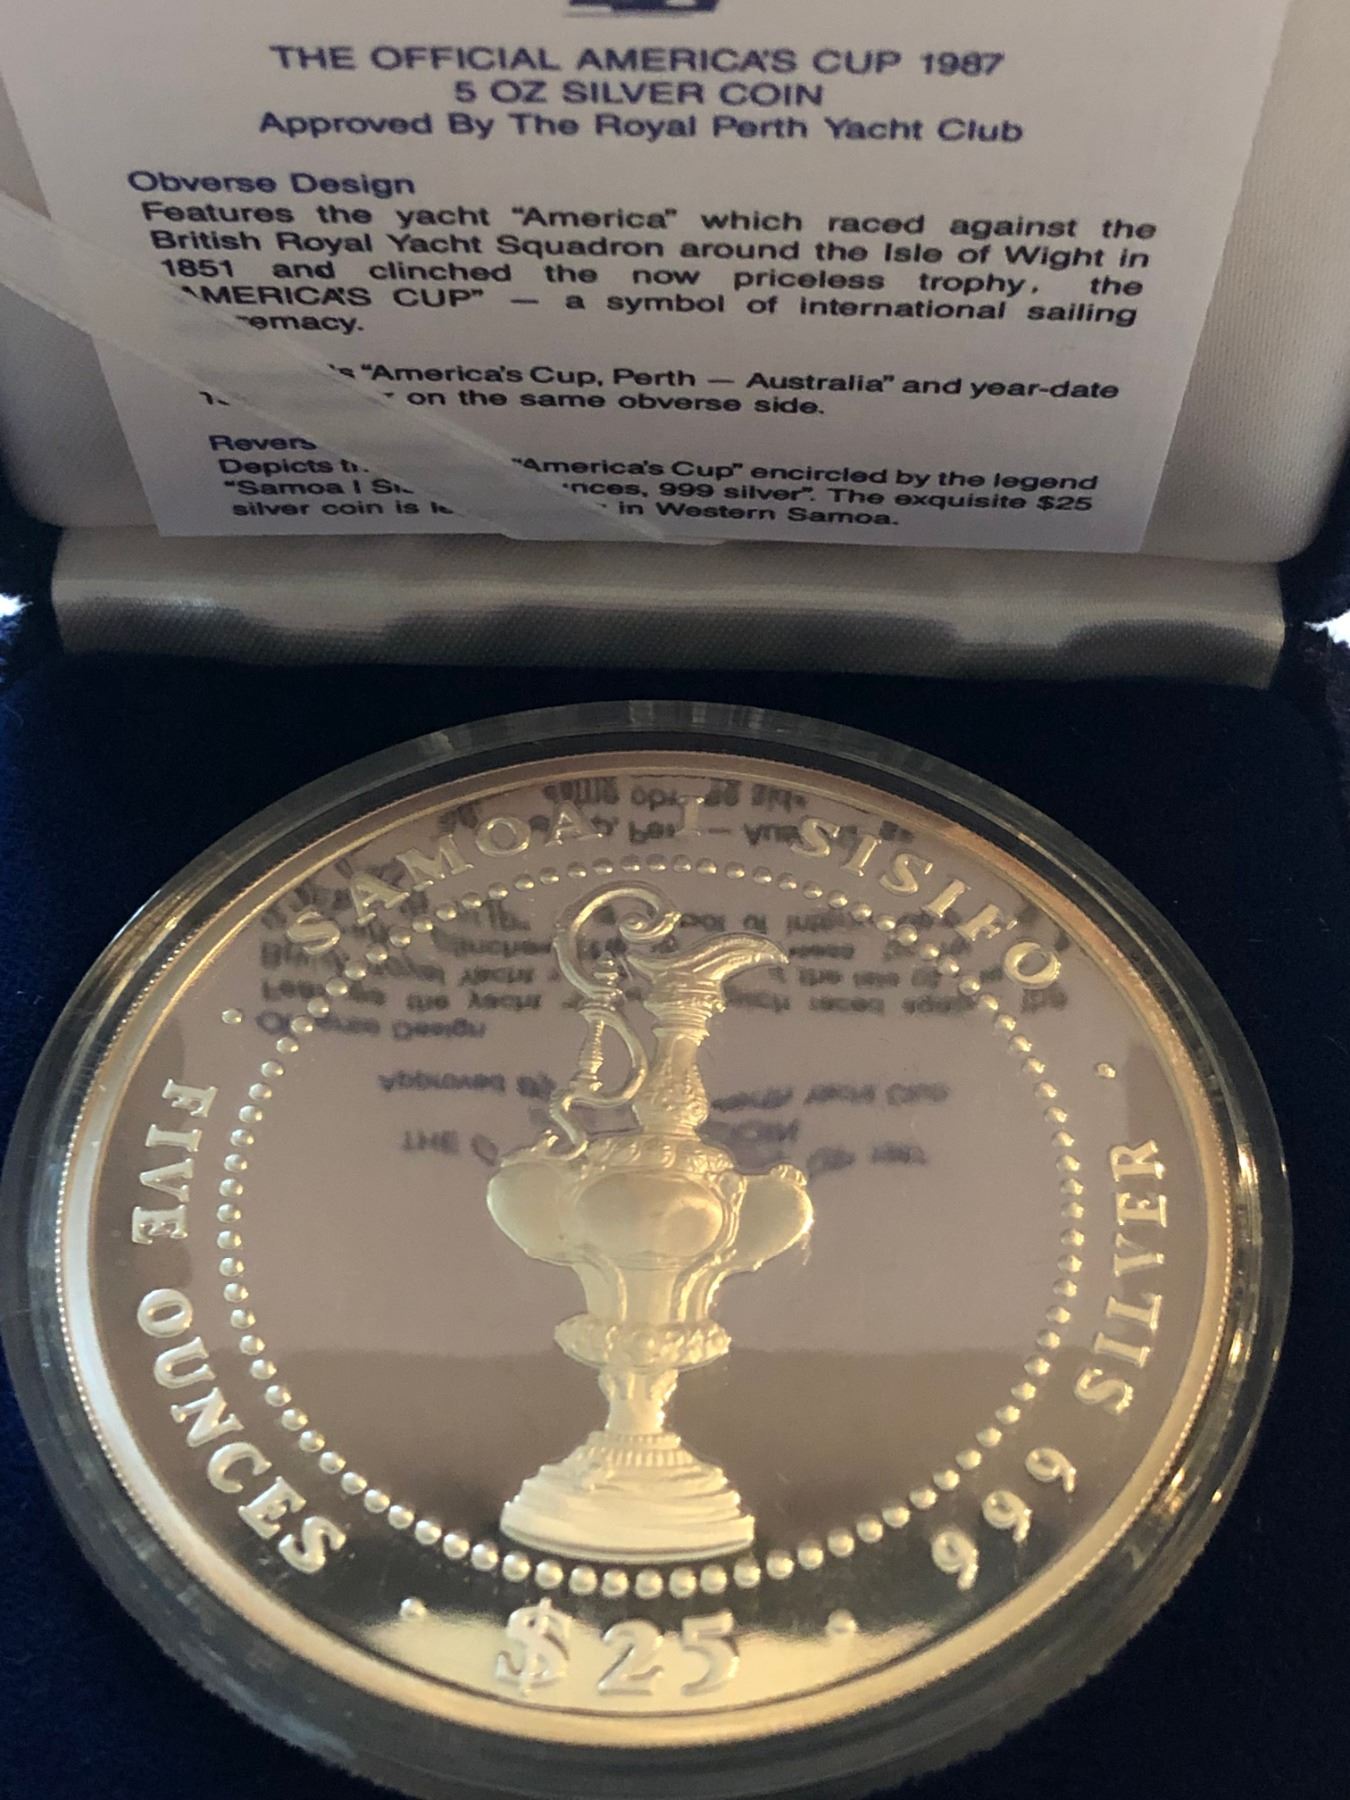 THE OFFICIAL AMERICA'S CUP 1987
5 OZ SILVER COIN
Approved By The Royal Perth Yacht Club
Obverse Design
Features the yacht "America" which raced against the
British Royal Yacht Squadron around the Isle of Wight in
1851 and clinched the now priceless trophy, the
"AMERICA'S CUP" — a symbol of international sailing
"America's Cup, Perth — Australia" and year-date
on the same obverse side.
Depicts "America's Cup" encircled by the legend
"Samoa I 999 silver". The exquisite $25
silver coin is in Western Samoa.
SAMOA I SISIFO
FIVE OUNCES
999 SILVER
$25